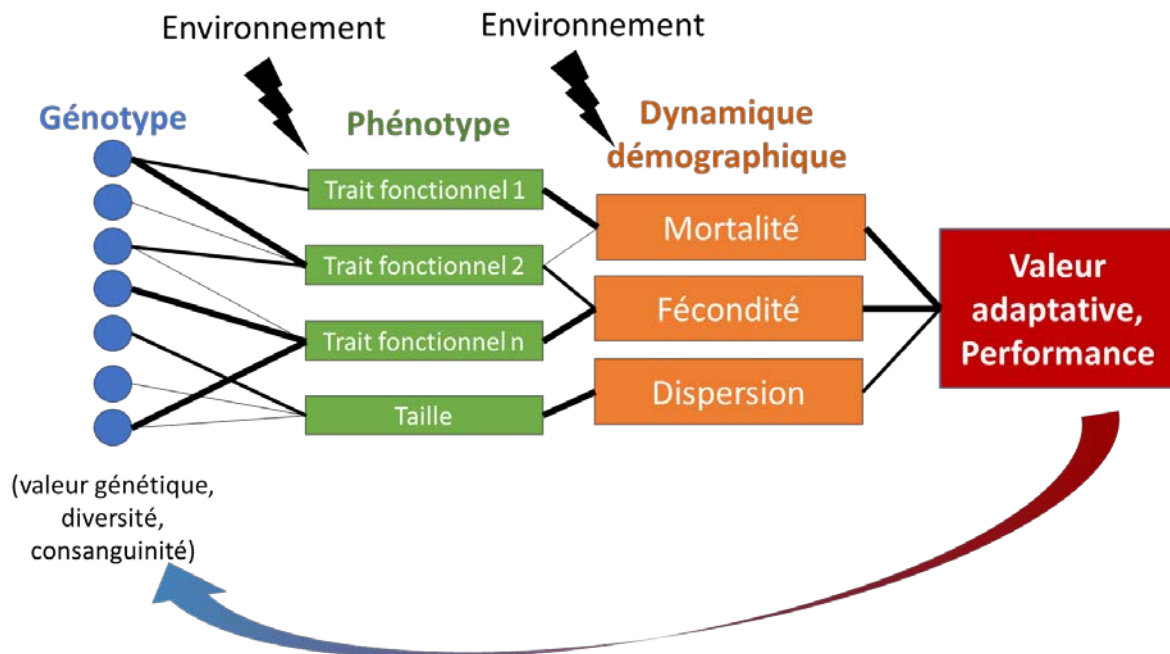 Environnement
Environnement
Génotype
Phénotype
Dynamique
démographique
Trait fonctionnel 1
Trait fonctionnel 2
Trait fonctionnel n
Taille
Mortalité
Fécondité
Dispersion
Valeur
adaptative,
Performance
(valeur génétique,
diversité,
consanguinité)